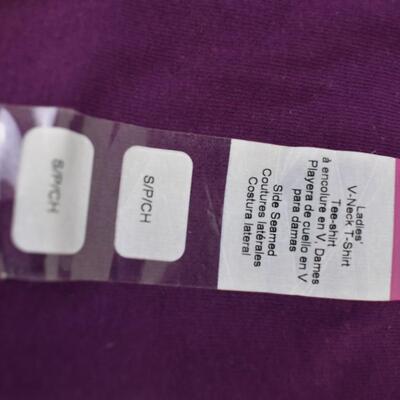 S/P/CH
S/P/CH
Ladies'
V-Neck T-Shirt
Tee-shirt
à encolure en V, Dames
Playera de cuello en V
para damas
Side Seamed
Coutures latérales
Costura lateral